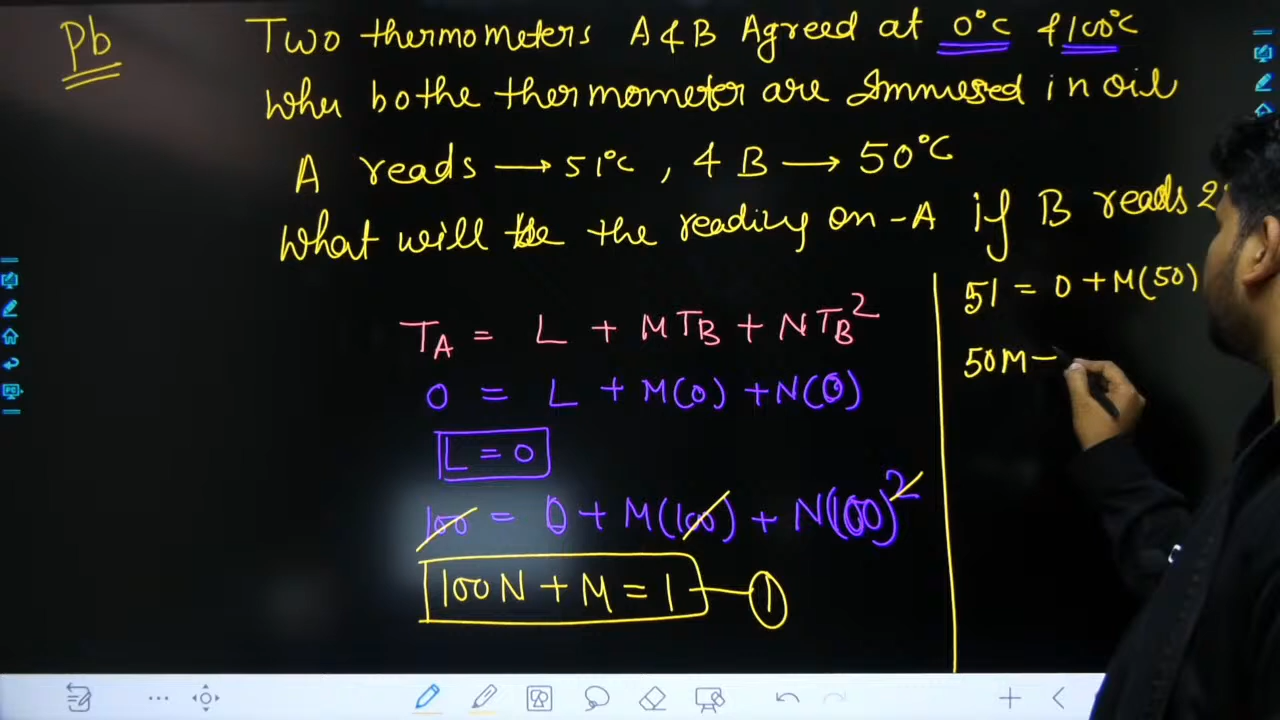 Pb
Two thermometers A & B Agreed at 0°C & 100°C
When bothe thermometer are Immersed in oil
A reads → 51°C, & B → 50°C
What will be the reading on - A if B reads 2
T_A = L + MT_B + NT_B²
0 = L + M(0) + N(0)
L = 0
100 = 0 + M(100) + N(100)²
100N + M = 1 — ①
51 = 0 + M(50)
50M –